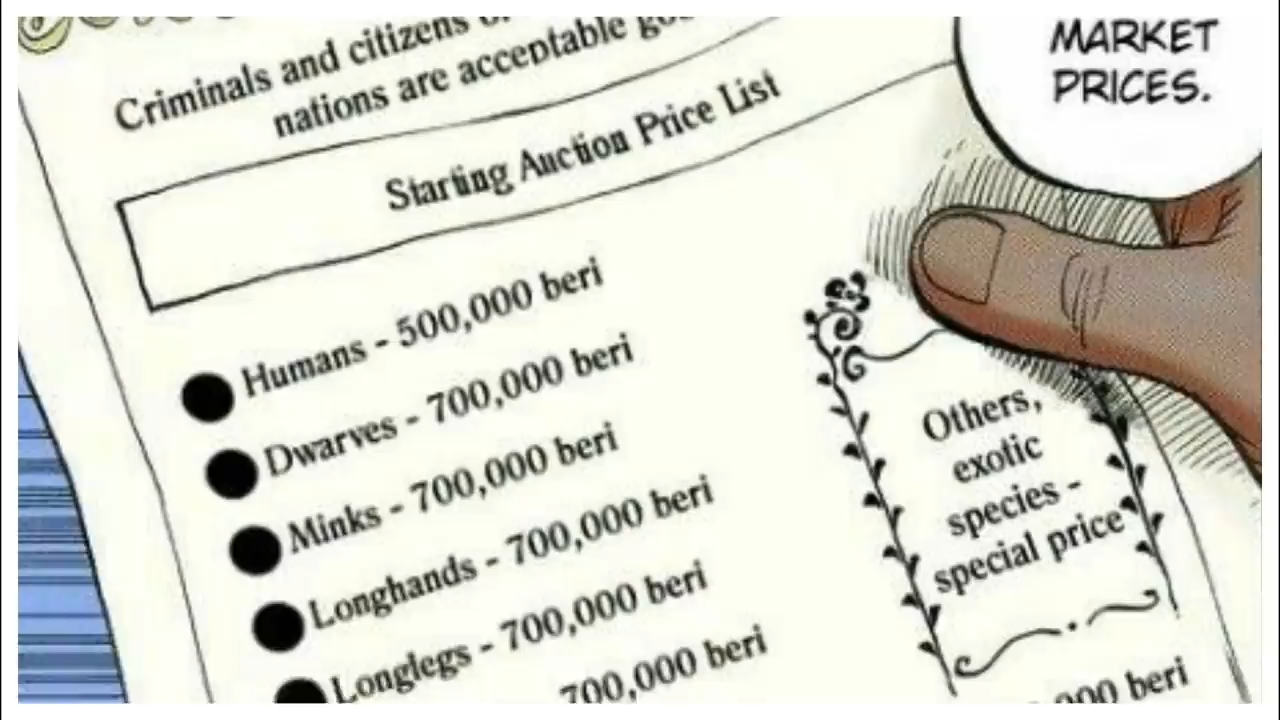 MARKET
PRICES.
Criminals and citizens
nations are acceptable
Starting Auction Price List
Humans - 500,000 beri
Dwarves - 700,000 beri
Minks - 700,000 beri
Longhands - 700,000 beri
Longlegs - 700,000 beri
700,000 beri
Others,
exotic
species -
special price
beri